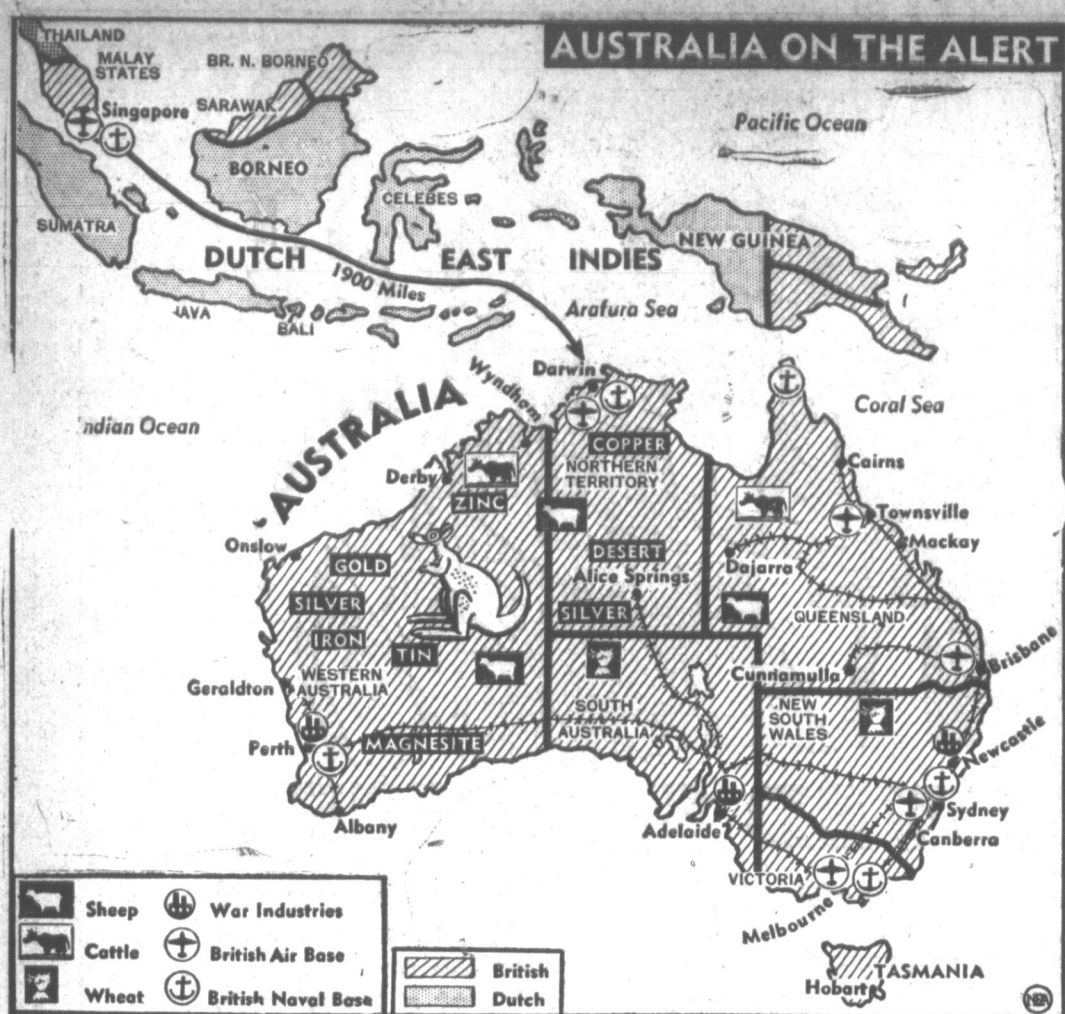 AUSTRALIA ON THE ALERT
THAILAND
MALAY
STATES
BR. N. BORNEO
SARAWAK
Singapore
BORNEO
SUMATRA
CELEBES
Pacific Ocean
NEW GUINEA
DUTCH EAST INDIES
1900 Miles
JAVA
BALI
Arafura Sea
Darwin
Wyndham
Coral Sea
ndian Ocean
AUSTRALIA
COPPER
NORTHERN
TERRITORY
Cairns
Derby
ZINC
Townsville
Mackay
Onslow
GOLD
DESERT
Dajarra
Alice Springs
SILVER
SILVER
QUEENSLAND
IRON
TIN
Brisbane
Cunnamulla
WESTERN
AUSTRALIA
Geraldton
SOUTH
AUSTRALIA
NEW
SOUTH
WALES
Perth
MAGNESITE
Newcastle
Sydney
Albany
Adelaide
Canberra
VICTORIA
Melbourne
TASMANIA
Hobart
Sheep
War Industries
Cattle
British Air Base
Wheat
British Naval Base
British
Dutch
NEA